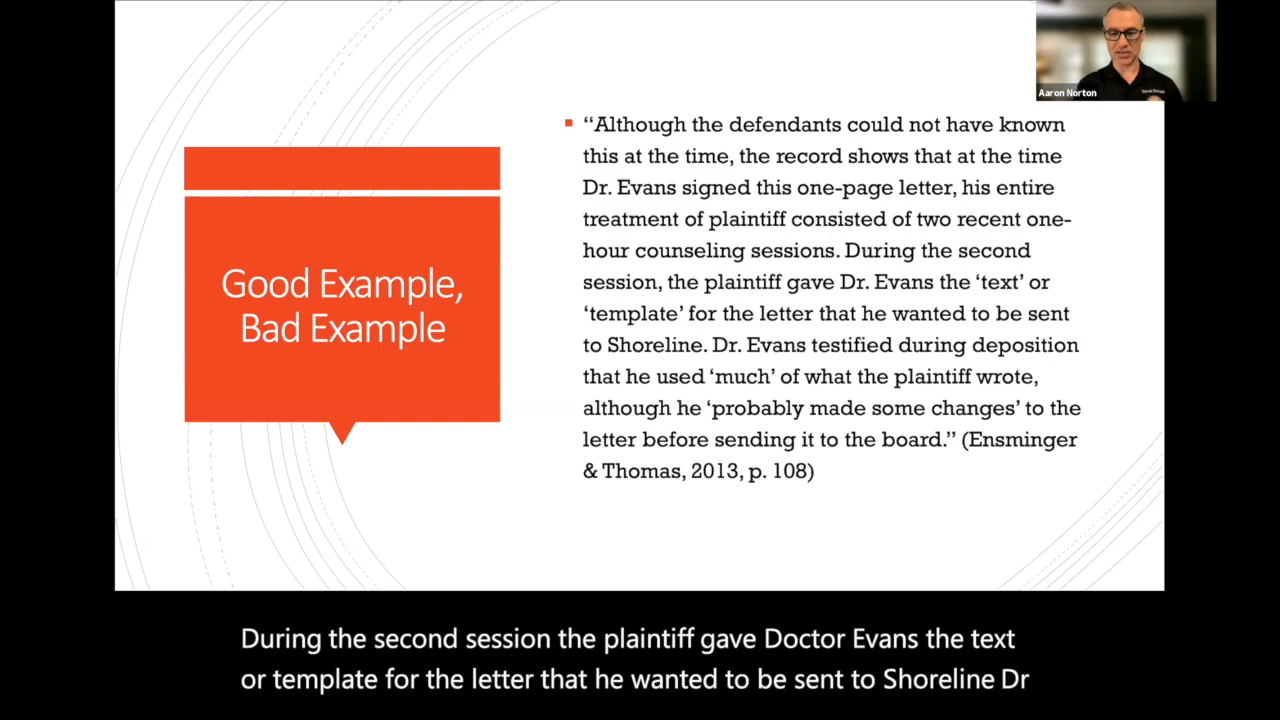 Aaron Norton
Good Example,
Bad Example
“Although the defendants could not have known
this at the time, the record shows that at the time
Dr. Evans signed this one-page letter, his entire
treatment of plaintiff consisted of two recent one-
hour counseling sessions. During the second
session, the plaintiff gave Dr. Evans the ‘text’ or
‘template’ for the letter that he wanted to be sent
to Shoreline. Dr. Evans testified during deposition
that he used ‘much’ of what the plaintiff wrote,
although he ‘probably made some changes’ to the
letter before sending it to the board.” (Ensminger
& Thomas, 2013, p. 108)
During the second session the plaintiff gave Doctor Evans the text
or template for the letter that he wanted to be sent to Shoreline Dr